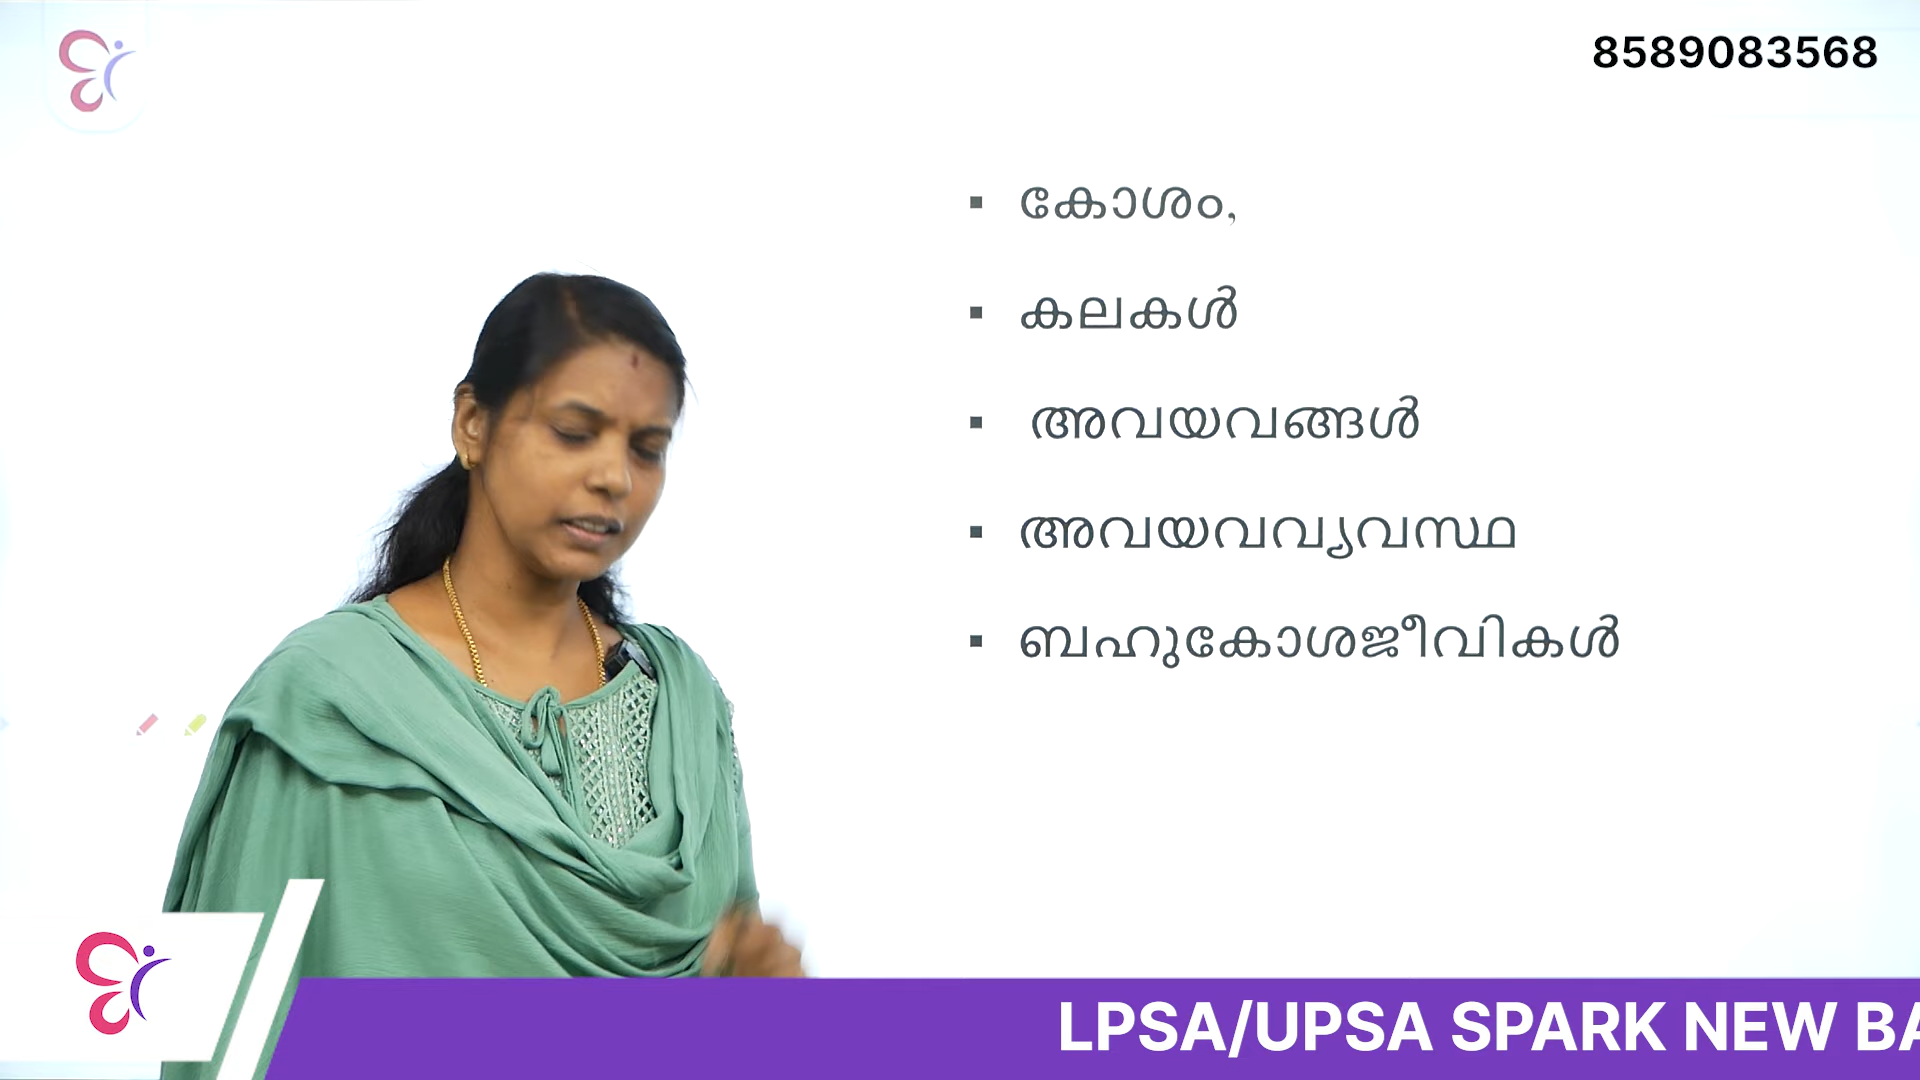 8589083568
കോശം,
കലകൾ
അവയവങ്ങൾ
അവയവവ്യവസ്ഥ
ബഹുകോശജീവികൾ
LPSA/UPSA SPARK NEW BA